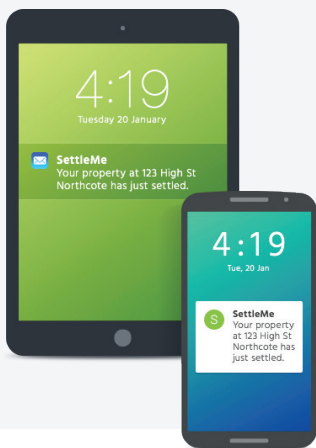 4:19
Tuesday 20 January
SettleMe
Your property at 123 High St
Northcote has just settled.
4:19
Tue, 20 Jan
S
SettleMe
Your property
at 123 High St
Northcote has
just settled.